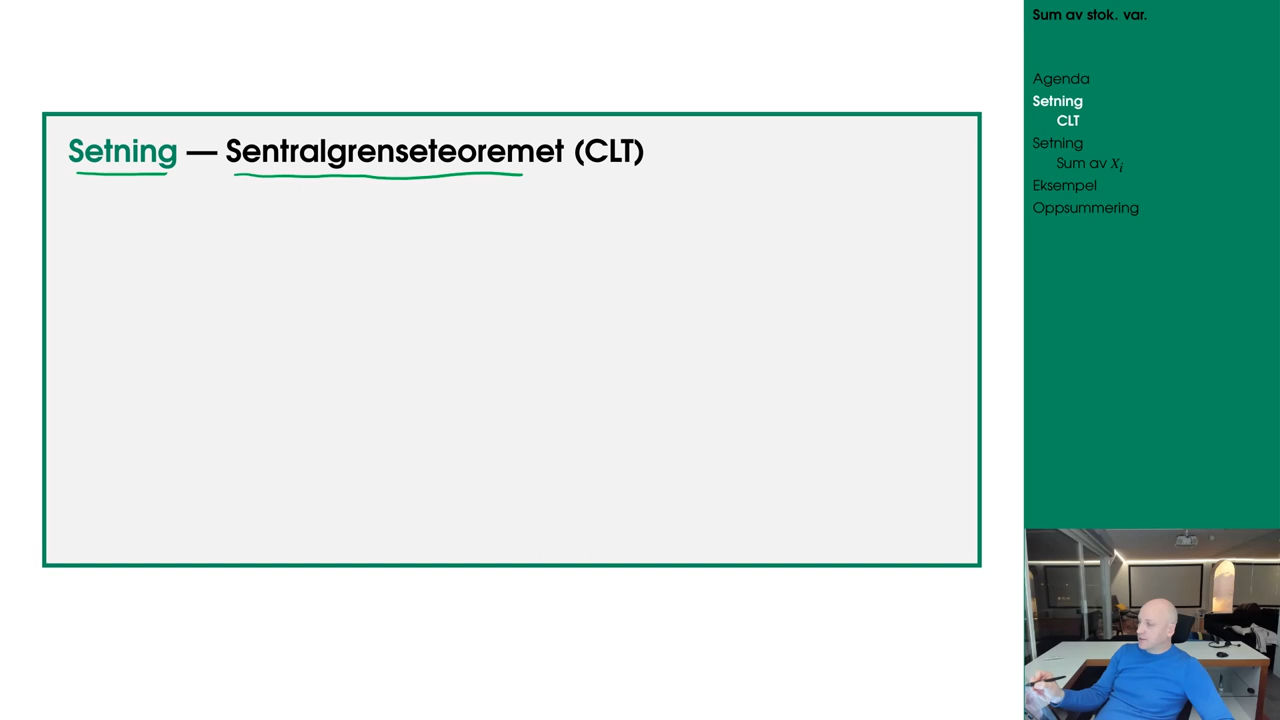 Setning — Sentralgrenseteoremet (CLT)
Sum av stok. var.
Agenda
Setning
CLT
Setning
Sum av Xᵢ
Eksempel
Oppsummering